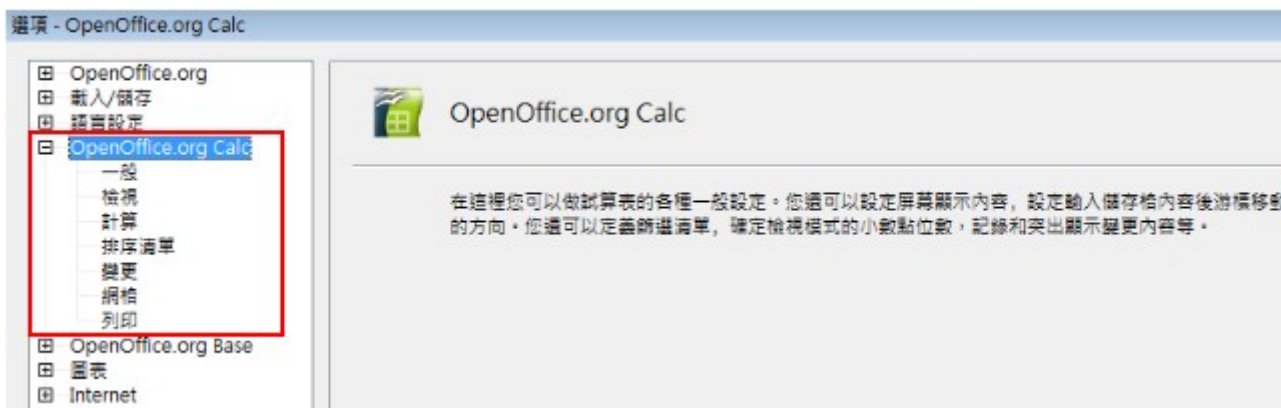 選項 - OpenOffice.org Calc
OpenOffice.org
載入/儲存
語言設定
OpenOffice.org Calc
一般
檢視
計算
排序清單
變更
網格
列印
OpenOffice.org Base
圖表
Internet
OpenOffice.org Calc
在這裡您可以做試算表的各種一般設定。您還可以設定屏幕顯示內容，設定輸入儲存格內容後游標移動
的方向。您還可以定義篩選清單，確定檢視模式的小數點位數，記錄和突出顯示變更內容等。